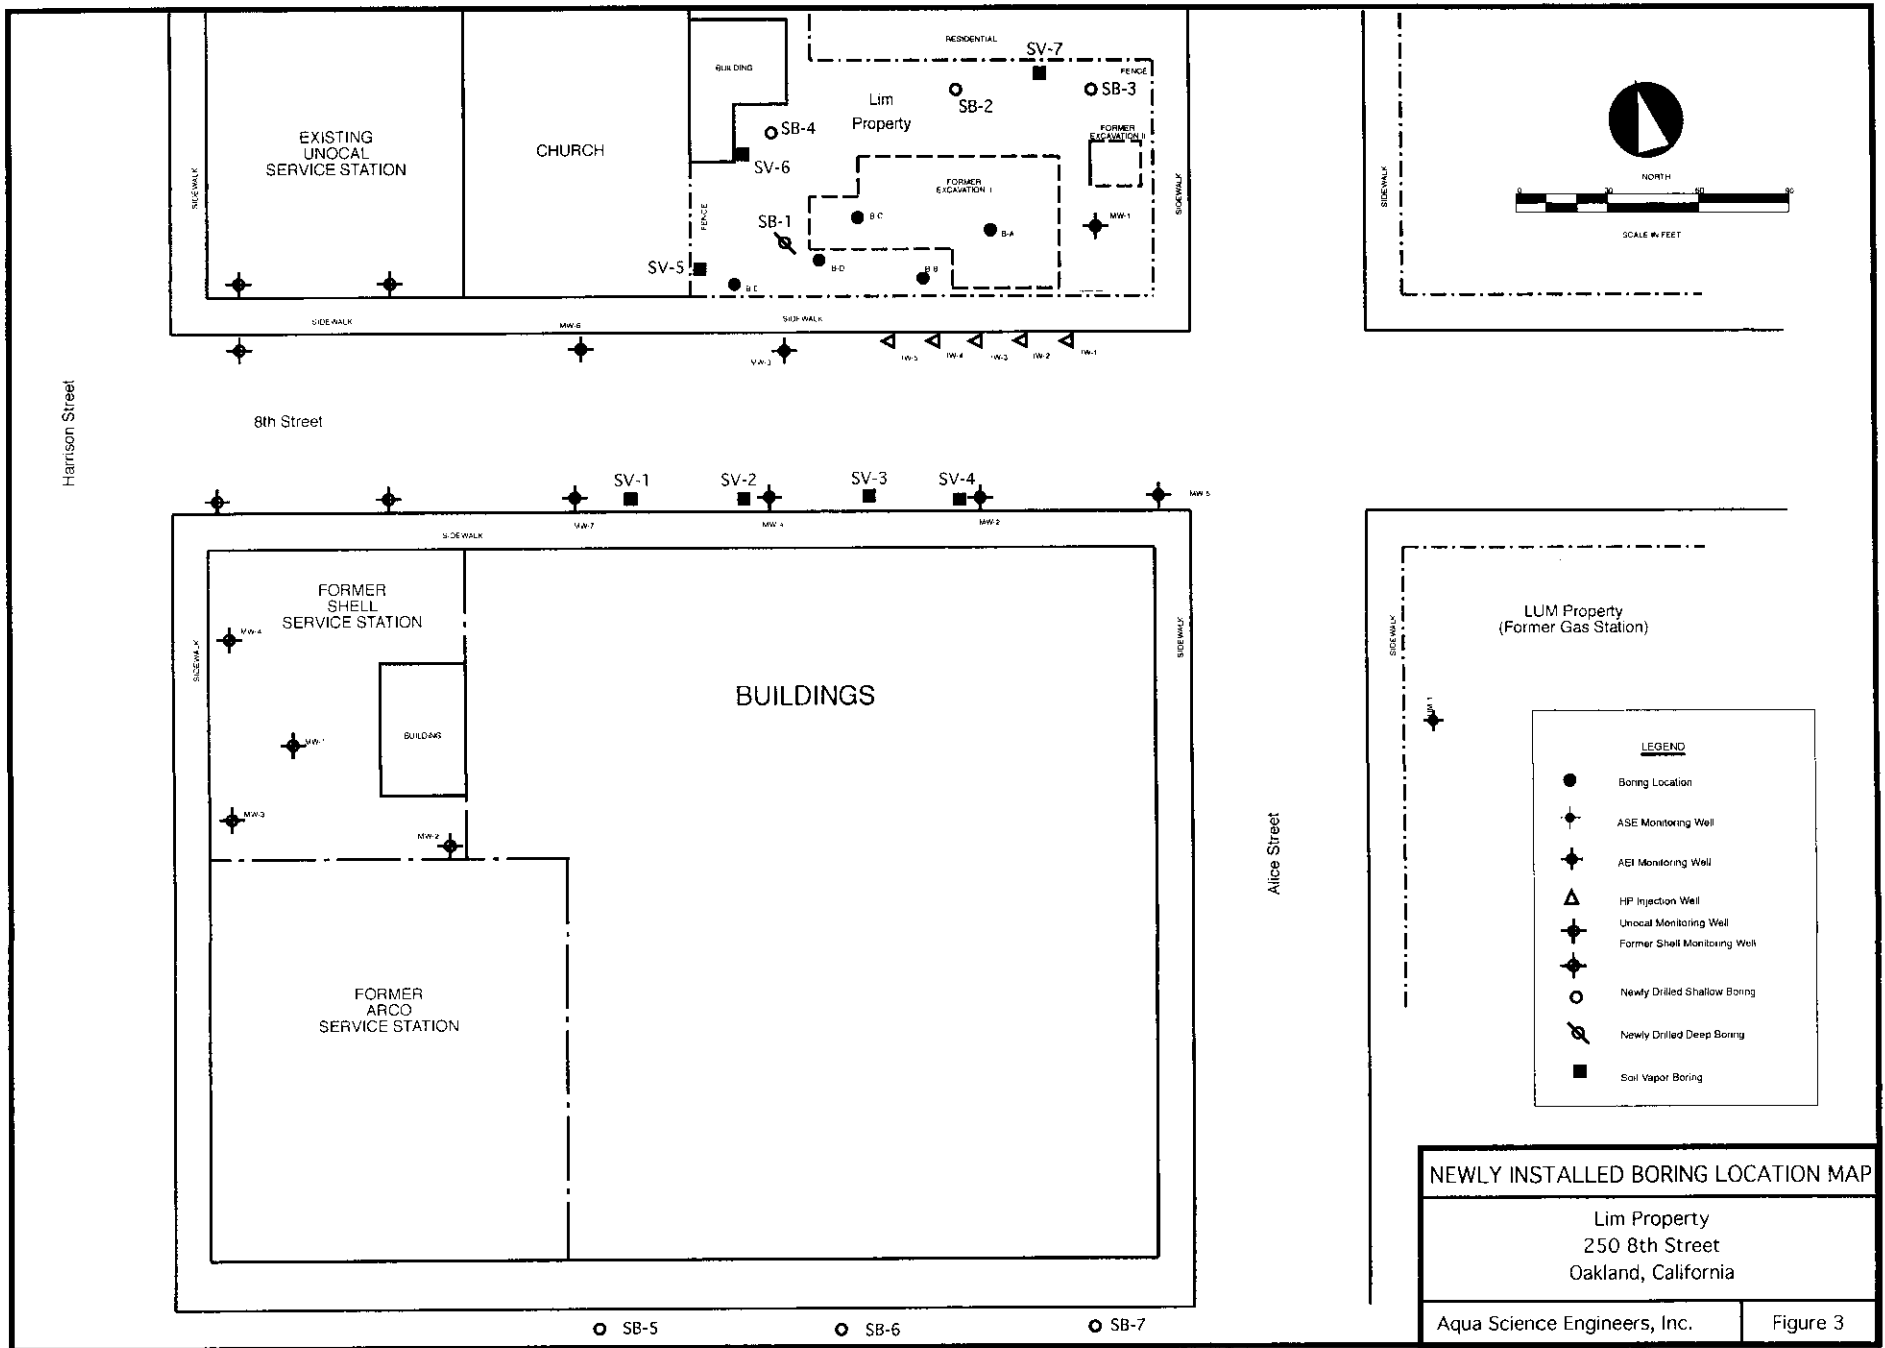 RESIDENTIAL
SV-7
BUILDING
FENCE
Lim
Property
SB-2
SB-3
SB-4
FORMER
EXCAVATION II
EXISTING
UNOCAL
SERVICE STATION
CHURCH
SV-6
FORMER
EXCAVATION I
SIDEWALK
FENCE
SIDEWALK
SIDEWALK
NORTH
0
30
60
90
SCALE IN FEET
SB-1
B-C
B-A
MW-1
SV-5
B-D
B-B
B-E
SIDEWALK
MW-6
SIDEWALK
MW-3
IW-5
IW-4
IW-3
IW-2
IW-1
Harrison Street
8th Street
SV-1
SV-2
SV-3
SV-4
MW-5
MW-7
MW-4
MW-2
SIDEWALK
FORMER
SHELL
SERVICE STATION
MW-4
SIDEWALK
BUILDINGS
SIDEWALK
SIDEWALK
LUM Property
(Former Gas Station)
LUM-1
MW-1
BUILDING
MW-3
MW-2
Alice Street
FORMER
ARCO
SERVICE STATION
LEGEND
Boring Location
ASE Monitoring Well
AEI Monitoring Well
HP Injection Well
Unocal Monitoring Well
Former Shell Monitoring Well
Newly Drilled Shallow Boring
Newly Drilled Deep Boring
Soil Vapor Boring
SB-5
SB-6
SB-7
NEWLY INSTALLED BORING LOCATION MAP
Lim Property
250 8th Street
Oakland, California
Aqua Science Engineers, Inc.
Figure 3